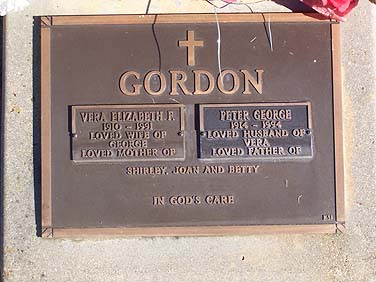 GORDON
VERA ELIZABETH F.
1910 - 1991
LOVED WIFE OF
GEORGE
LOVED MOTHER OF
PETER GEORGE
1914 - 1994
LOVED HUSBAND OF
VERA
LOVED FATHER OF
SHIRLEY, JOAN AND BETTY
IN GOD'S CARE